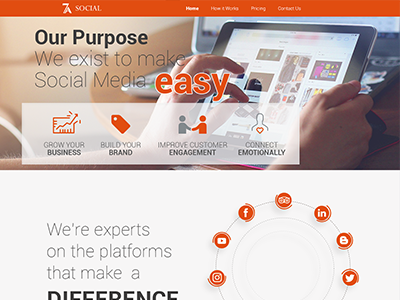 7A SOCIAL
Home How it Works Pricing Contact Us
Our Purpose
We exist to make
Social Media easy
GROW YOUR
BUSINESS
BUILD YOUR
BRAND
IMPROVE CUSTOMER
ENGAGEMENT
CONNECT
EMOTIONALLY
We're experts
on the platforms
that make a
DIFFERENCE